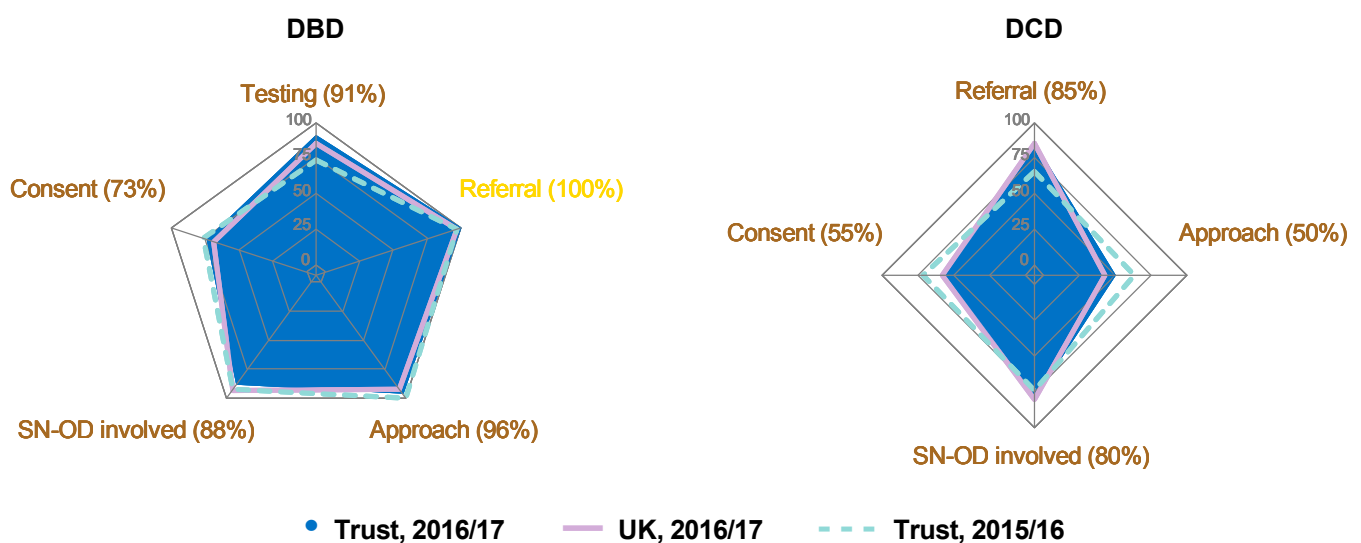 DBD
Testing (91%)
100
75
50
25
0
Consent (73%)
Referral (100%)
SN-OD involved (88%)
Approach (96%)
DCD
Referral (85%)
100
75
50
25
0
Consent (55%)
Approach (50%)
SN-OD involved (80%)
Trust, 2016/17
UK, 2016/17
Trust, 2015/16